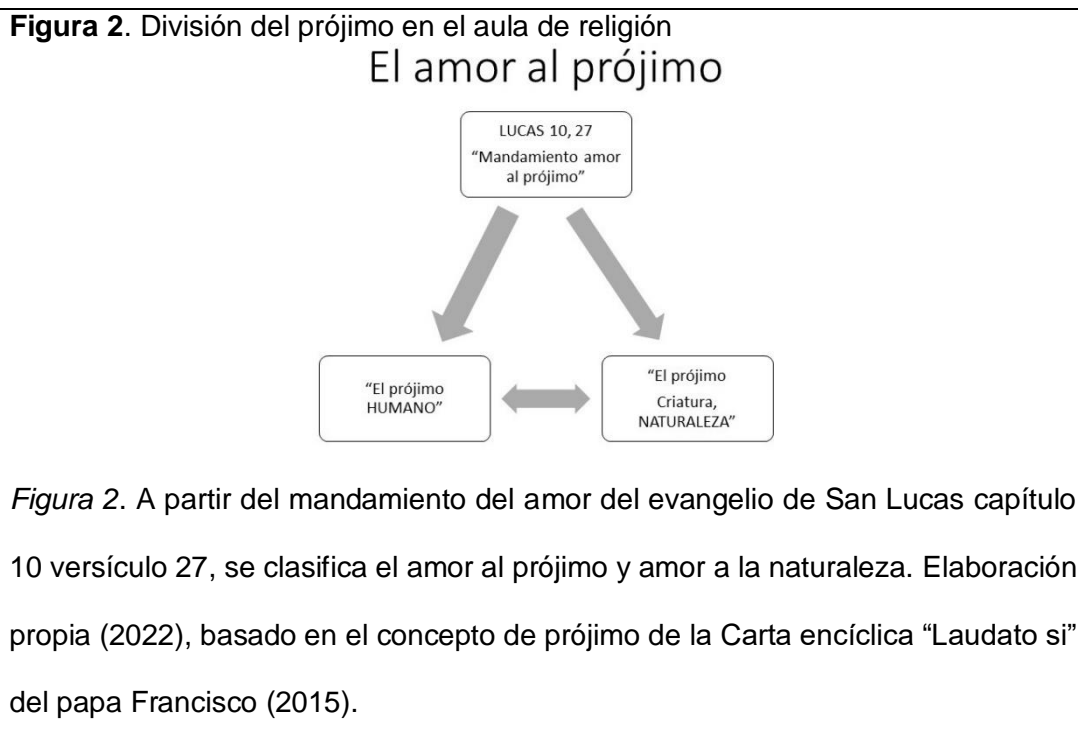 Figura 2. División del prójimo en el aula de religión
El amor al prójimo
LUCAS 10, 27
“Mandamiento amor
al prójimo”
“El prójimo
HUMANO”
“El prójimo
Criatura,
NATURALEZA”
Figura 2. A partir del mandamiento del amor del evangelio de San Lucas capítulo
10 versículo 27, se clasifica el amor al prójimo y amor a la naturaleza. Elaboración
propia (2022), basado en el concepto de prójimo de la Carta encíclica “Laudato si”
del papa Francisco (2015).